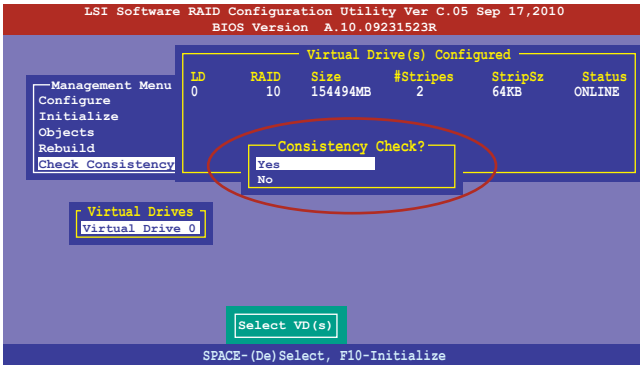 LSI Software RAID Configuration Utility Ver C.05 Sep 17,2010
BIOS Version A.10.09231523R
Virtual Drive(s) Configured
LD RAID Size #Stripes StripSz Status
0 10 154494MB 2 64KB ONLINE
Management Menu
Configure
Initialize
Objects
Rebuild
Check Consistency
Consistency Check?
Yes
No
Virtual Drives
Virtual Drive 0
Select VD(s)
SPACE-(De)Select, F10-Initialize